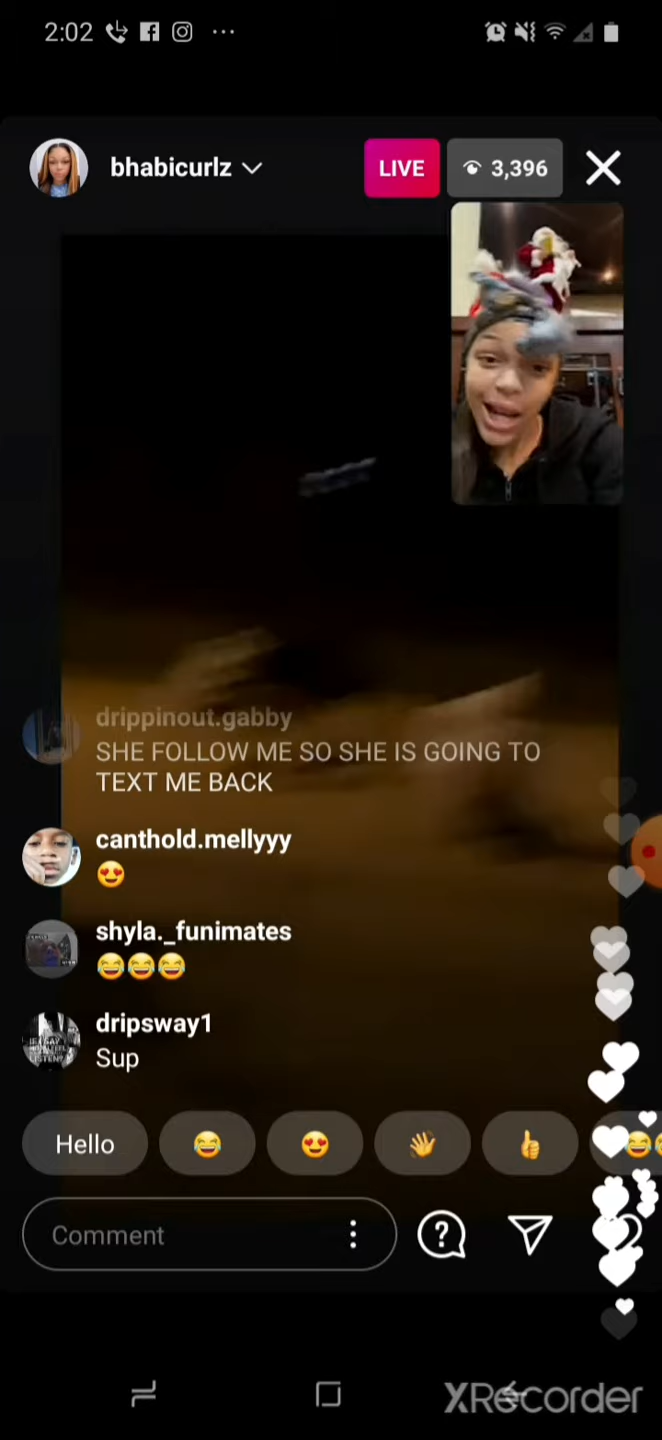 2:02
bhabicurlz
LIVE
3,396
drippinout.gabby
SHE FOLLOW ME SO SHE IS GOING TO
TEXT ME BACK
canthold.mellyyy
😍
shyla._funimates
😂😂😂
dripsway1
Sup
Hello 😂 😍 👋 👍 😂
Comment
XRecorder